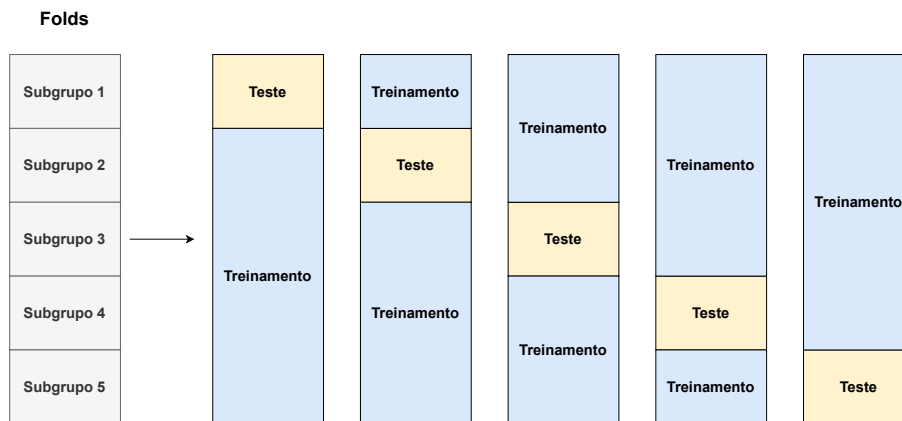 Folds
Subgrupo 1
Subgrupo 2
Subgrupo 3
Subgrupo 4
Subgrupo 5
Teste
Treinamento
Treinamento
Teste
Treinamento
Treinamento
Teste
Treinamento
Treinamento
Teste
Treinamento
Treinamento
Teste